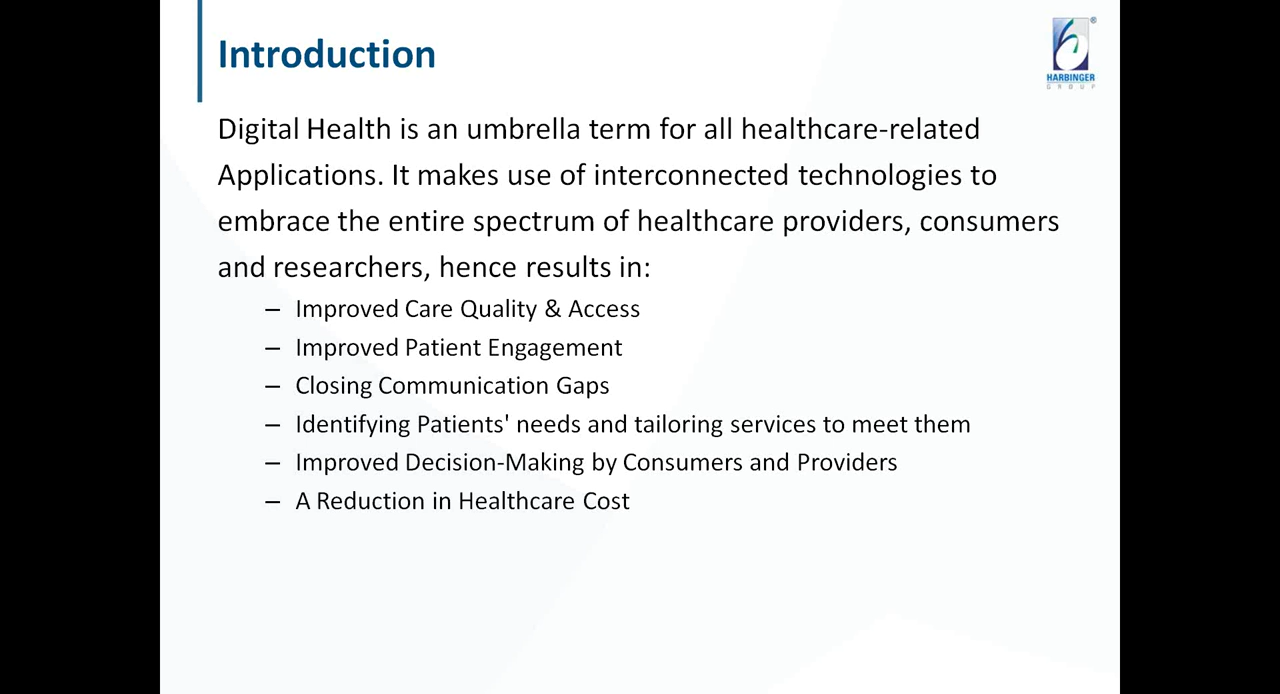 Introduction
®
HARBINGER
GROUP
Digital Health is an umbrella term for all healthcare-related
Applications. It makes use of interconnected technologies to
embrace the entire spectrum of healthcare providers, consumers
and researchers, hence results in:
– Improved Care Quality & Access
– Improved Patient Engagement
– Closing Communication Gaps
– Identifying Patients' needs and tailoring services to meet them
– Improved Decision-Making by Consumers and Providers
– A Reduction in Healthcare Cost